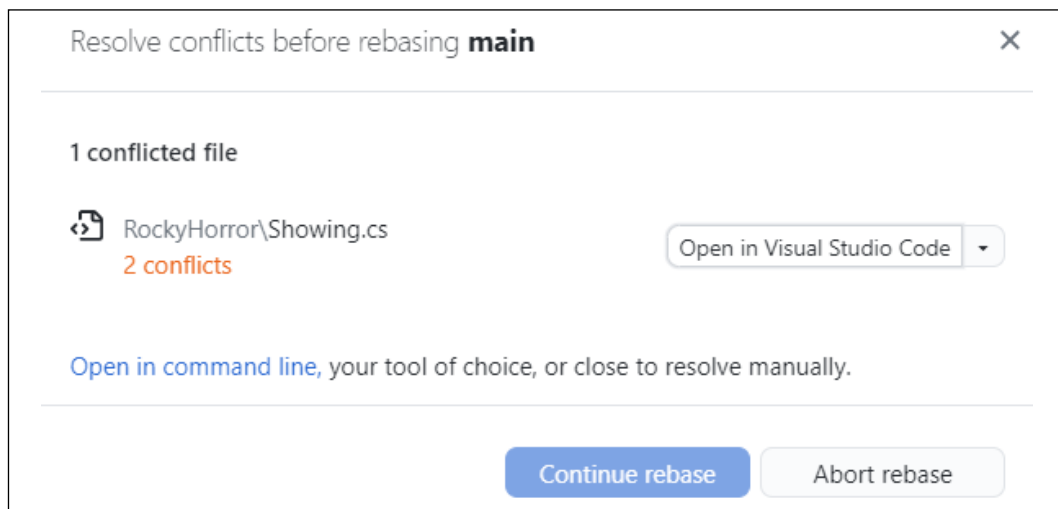 Resolve conflicts before rebasing main
1 conflicted file
RockyHorror\Showing.cs
Open in Visual Studio Code
2 conflicts
Open in command line, your tool of choice, or close to resolve manually.
Continue rebase
Abort rebase